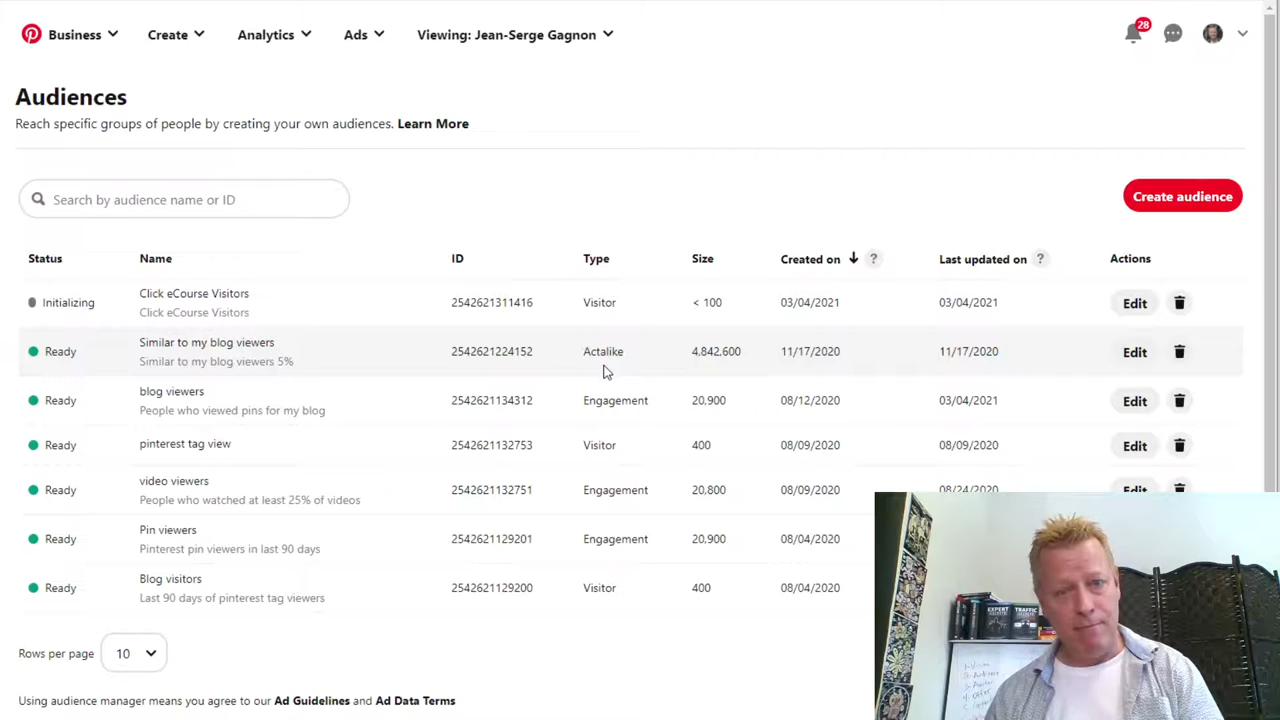 Business Create Analytics Ads Viewing: Jean-Serge Gagnon 28
Audiences
Reach specific groups of people by creating your own audiences. Learn More
Search by audience name or ID
Create audience
Status Name ID Type Size Created on ? Last updated on ? Actions
Initializing Click eCourse Visitors 2542621311416 Visitor < 100 03/04/2021 03/04/2021 Edit
Click eCourse Visitors
Ready Similar to my blog viewers 2542621224152 Actalike 4,842,600 11/17/2020 11/17/2020 Edit
Similar to my blog viewers 5%
Ready blog viewers 2542621134312 Engagement 20,900 08/12/2020 03/04/2021 Edit
People who viewed pins for my blog
Ready pinterest tag view 2542621132753 Visitor 400 08/09/2020 08/09/2020 Edit
Ready video viewers 2542621132751 Engagement 20,800 08/09/2020 08/24/2020 Edit
People who watched at least 25% of videos
Ready Pin viewers 2542621129201 Engagement 20,900 08/04/2020
Pinterest pin viewers in last 90 days
Ready Blog visitors 2542621129200 Visitor 400 08/04/2020
Last 90 days of pinterest tag viewers
Rows per page 10
Using audience manager means you agree to our Ad Guidelines and Ad Data Terms
EXPERT
TRAFFIC